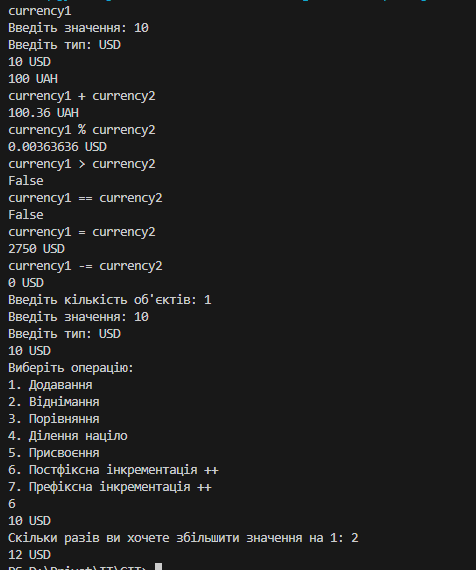 currency1
Введіть значення: 10
Введіть тип: USD
10 USD
100 UAH
currency1 + currency2
100.36 UAH
currency1 % currency2
0.00363636 USD
currency1 > currency2
False
currency1 == currency2
False
currency1 = currency2
2750 USD
currency1 -= currency2
0 USD
Введіть кількість об'єктів: 1
Введіть значення: 10
Введіть тип: USD
10 USD
Виберіть операцію:
1. Додавання
2. Віднімання
3. Порівняння
4. Ділення націло
5. Присвоєння
6. Постфіксна інкрементація ++
7. Префіксна інкрементація ++
6
10 USD
Скільки разів ви хочете збільшити значення на 1: 2
12 USD